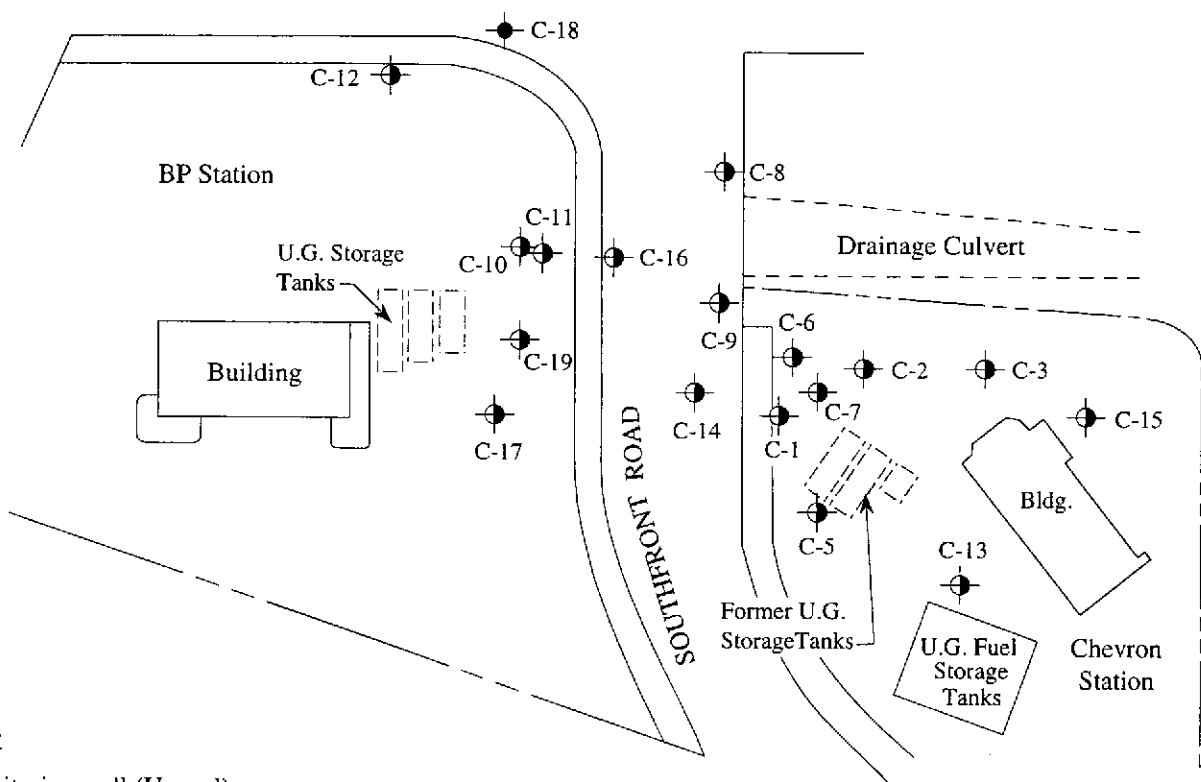 C-18
C-12
BP Station
C-8
C-11
C-10
U.G. Storage
Tanks
C-16
Drainage Culvert
C-9
C-6
C-19
Building
C-2
C-3
C-7
C-14
C-15
C-17
C-1
SOUTHFRONT ROAD
Bldg.
C-5
C-13
Former U.G.
StorageTanks
U.G. Fuel
Storage
Tanks
Chevron
Station